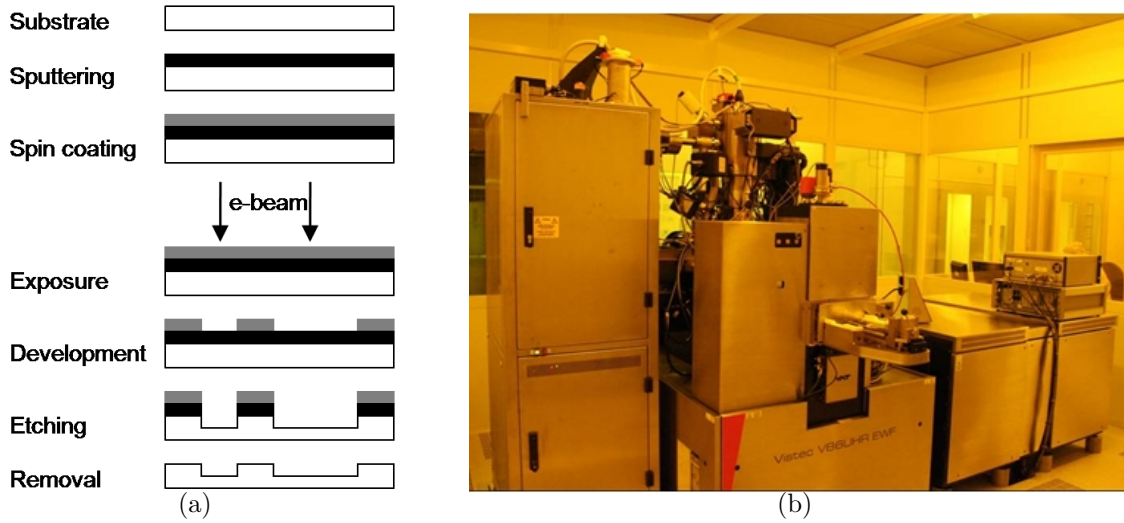 Substrate
Sputtering
Spin coating
e-beam
Exposure
Development
Etching
Removal
(a)
Vistec VB6UHR EWF
(b)